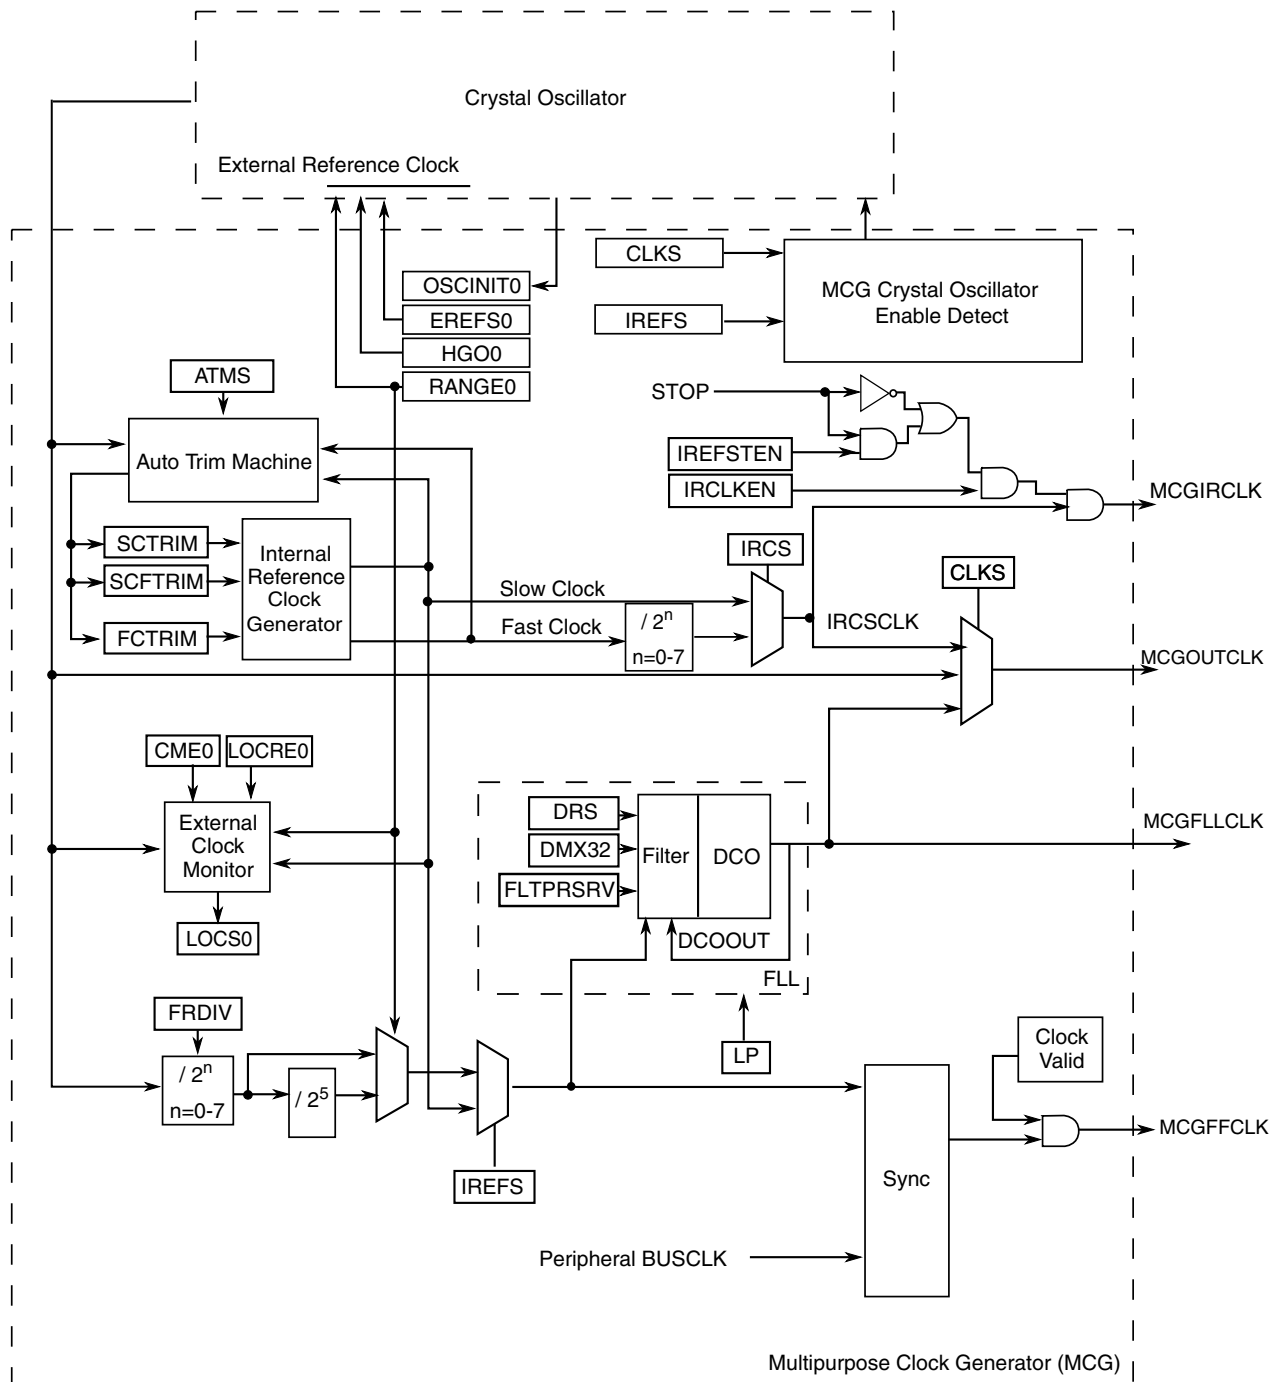 Crystal Oscillator
External Reference Clock
CLKS
MCG Crystal Oscillator
Enable Detect
OSCINIT0
EREFS0
IREFS
HGO0
RANGE0
ATMS
STOP
Auto Trim Machine
IREFSTEN
IRCLKEN
MCGIRCLK
SCTRIM
SCFTRIM
FCTRIM
Internal
Reference
Clock
Generator
IRCS
CLKS
Slow Clock
Fast Clock
/ 2n
n=0-7
IRCSCLK
MCGOUTCLK
CME0
LOCRE0
External
Clock
Monitor
LOCS0
DRS
DMX32
FLTPRSRV
Filter
DCO
MCGFLLCLK
DCOOUT
FLL
LP
FRDIV
/ 2n
n=0-7
/ 25
IREFS
Clock
Valid
MCGFFCLK
Sync
Peripheral BUSCLK
Multipurpose Clock Generator (MCG)